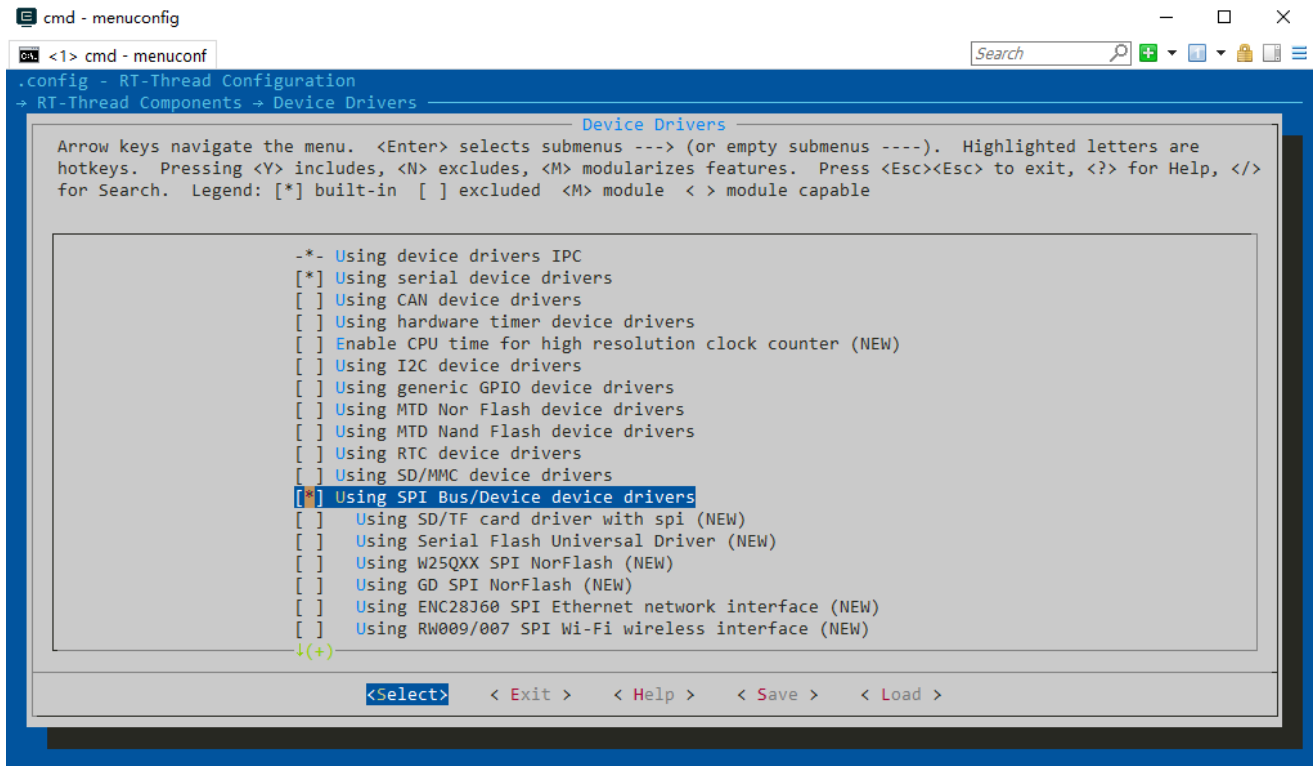 cmd - menuconfig
<1> cmd - menuconf
Search
.config - RT-Thread Configuration
→ RT-Thread Components → Device Drivers
Device Drivers
Arrow keys navigate the menu.  <Enter> selects submenus ---> (or empty submenus ----).  Highlighted letters are
hotkeys.  Pressing <Y> includes, <N> excludes, <M> modularizes features.  Press <Esc><Esc> to exit, <?> for Help, </>
for Search.  Legend: [*] built-in  [ ] excluded  <M> module  < > module capable
-*- Using device drivers IPC
[*] Using serial device drivers
[ ] Using CAN device drivers
[ ] Using hardware timer device drivers
[ ] Enable CPU time for high resolution clock counter (NEW)
[ ] Using I2C device drivers
[ ] Using generic GPIO device drivers
[ ] Using MTD Nor Flash device drivers
[ ] Using MTD Nand Flash device drivers
[ ] Using RTC device drivers
[ ] Using SD/MMC device drivers
[*] Using SPI Bus/Device device drivers
[ ]   Using SD/TF card driver with spi (NEW)
[ ]   Using Serial Flash Universal Driver (NEW)
[ ]   Using W25QXX SPI NorFlash (NEW)
[ ]   Using GD SPI NorFlash (NEW)
[ ]   Using ENC28J60 SPI Ethernet network interface (NEW)
[ ]   Using RW009/007 SPI Wi-Fi wireless interface (NEW)
↓(+)
<Select>    < Exit >    < Help >    < Save >    < Load >